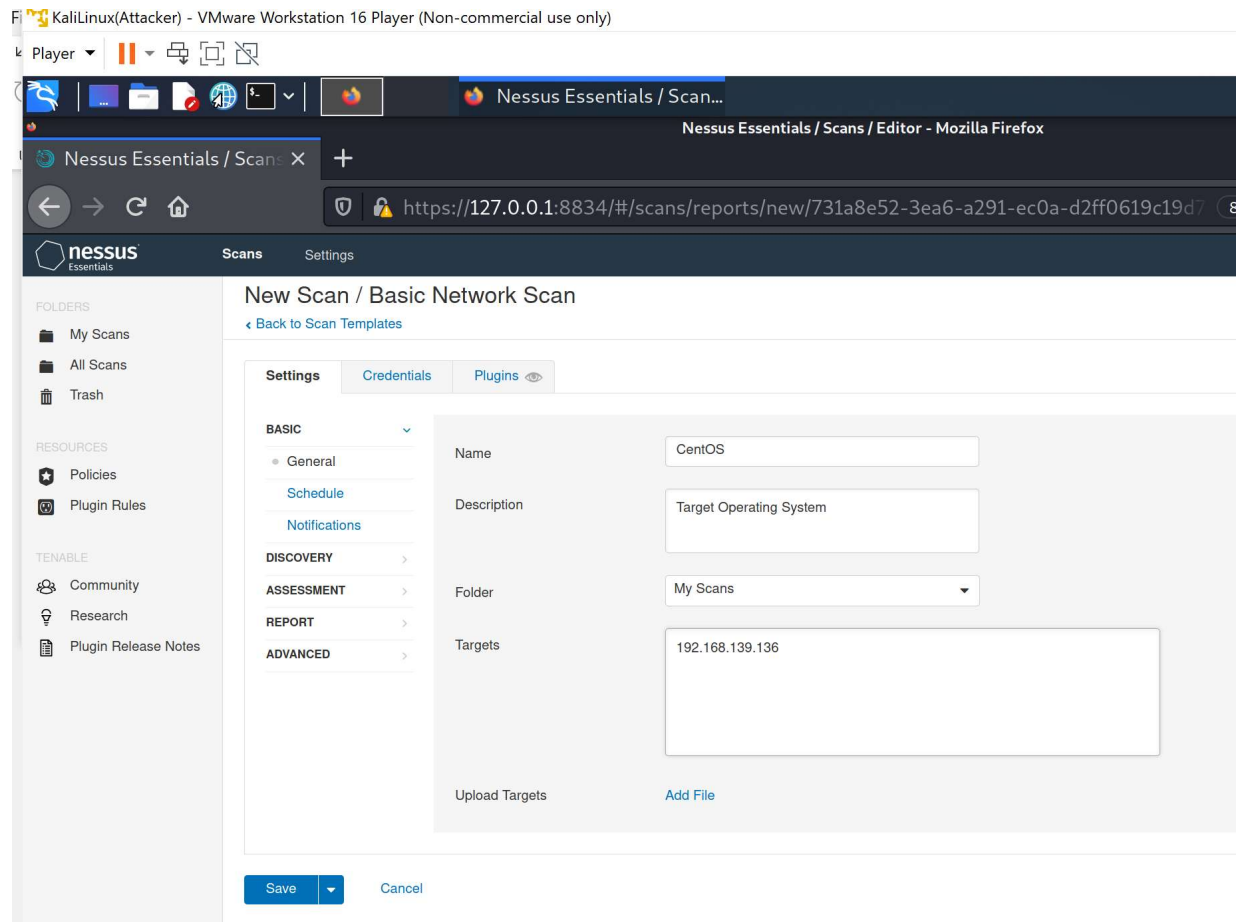 KaliLinux(Attacker) - VMware Workstation 16 Player (Non-commercial use only)
Player
Nessus Essentials / Scan...
Nessus Essentials / Scans / Editor - Mozilla Firefox
Nessus Essentials / Scans
https://127.0.0.1:8834/#/scans/reports/new/731a8e52-3ea6-a291-ec0a-d2ff0619c19d7
nessus
Essentials
Scans
Settings
FOLDERS
My Scans
All Scans
Trash
RESOURCES
Policies
Plugin Rules
TENABLE
Community
Research
Plugin Release Notes
New Scan / Basic Network Scan
‹ Back to Scan Templates
Settings
Credentials
Plugins
BASIC
General
Schedule
Notifications
DISCOVERY
ASSESSMENT
REPORT
ADVANCED
Name
CentOS
Description
Target Operating System
Folder
My Scans
Targets
192.168.139.136
Upload Targets
Add File
Save
Cancel